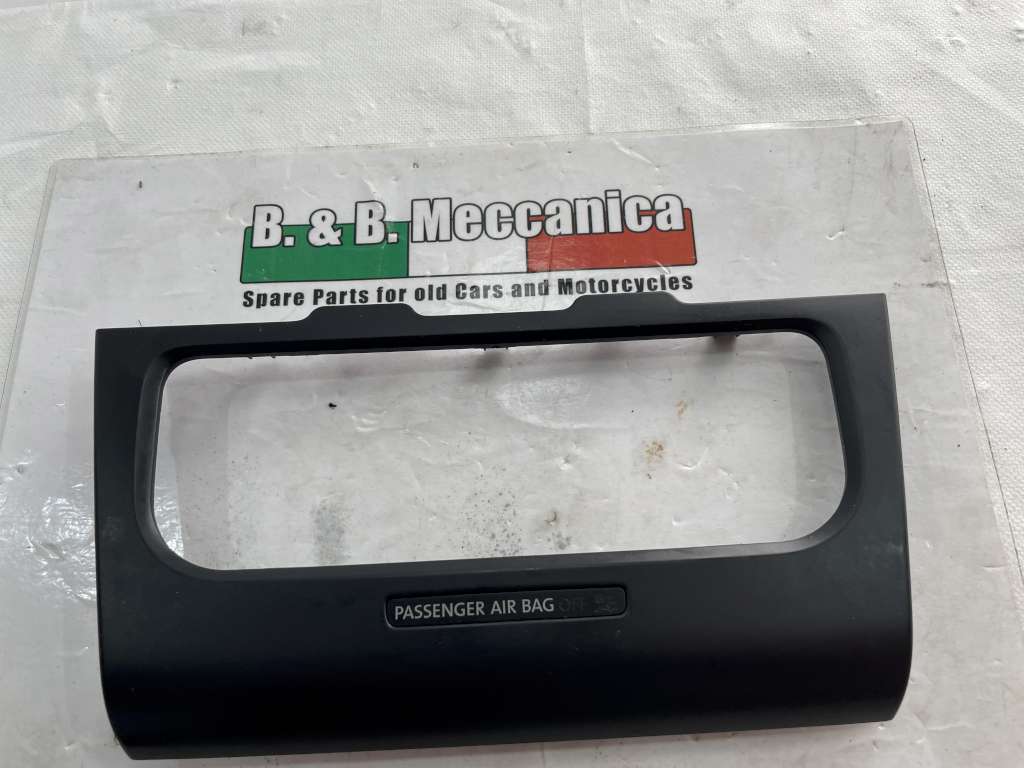 B. & B. Meccanica
Spare Parts for old Cars and Motorcycles
PASSENGER AIR BAG OFF